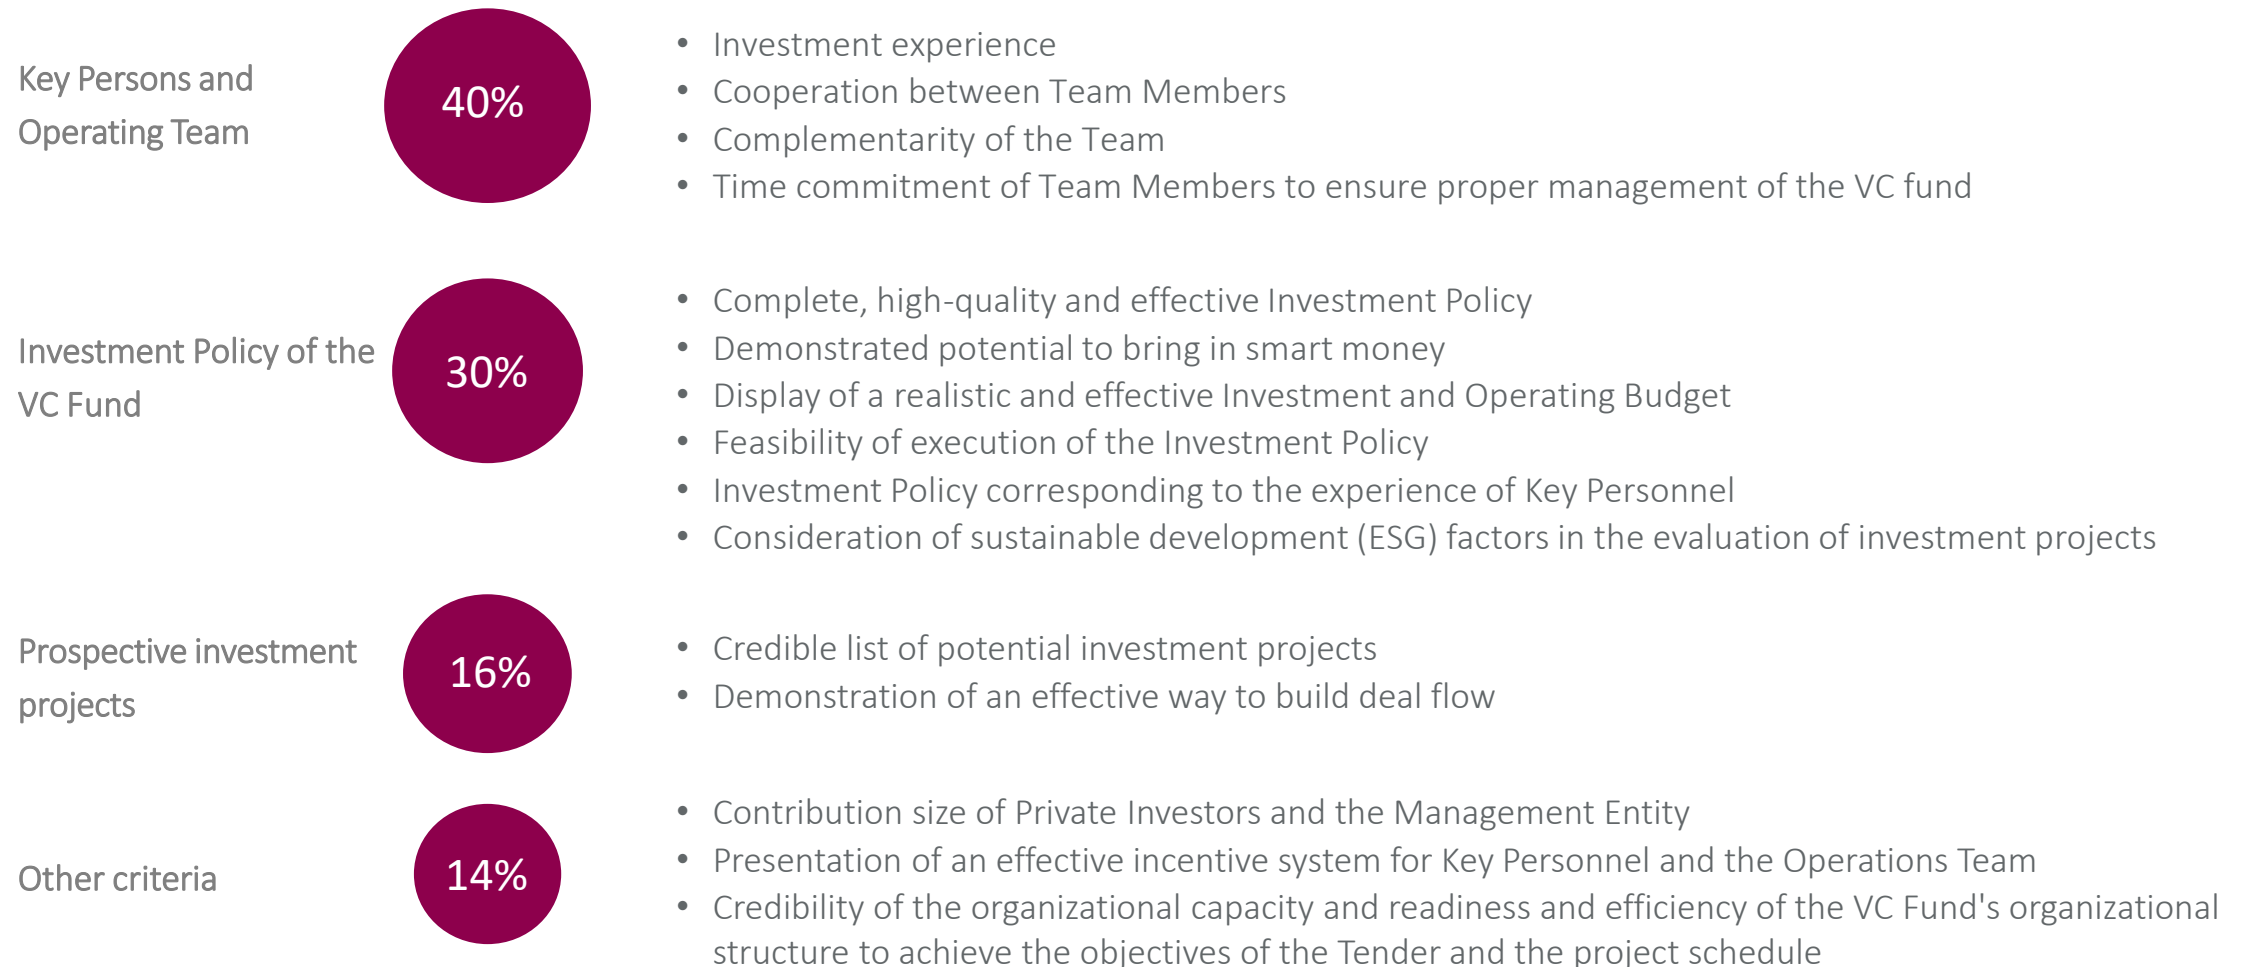 Key Persons and
Operating Team
40%
• Investment experience
• Cooperation between Team Members
• Complementarity of the Team
• Time commitment of Team Members to ensure proper management of the VC fund
Investment Policy of the
VC Fund
30%
• Complete, high-quality and effective Investment Policy
• Demonstrated potential to bring in smart money
• Display of a realistic and effective Investment and Operating Budget
• Feasibility of execution of the Investment Policy
• Investment Policy corresponding to the experience of Key Personnel
• Consideration of sustainable development (ESG) factors in the evaluation of investment projects
Prospective investment
projects
16%
• Credible list of potential investment projects
• Demonstration of an effective way to build deal flow
Other criteria
14%
• Contribution size of Private Investors and the Management Entity
• Presentation of an effective incentive system for Key Personnel and the Operations Team
• Credibility of the organizational capacity and readiness and efficiency of the VC Fund's organizational
structure to achieve the objectives of the Tender and the project schedule